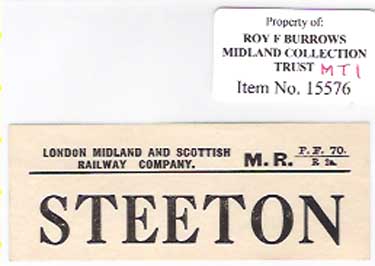 Property of:
ROY F BURROWS
MIDLAND COLLECTION
TRUST MT1
Item No. 15576
LONDON MIDLAND AND SCOTTISH
RAILWAY COMPANY.
M. R. P. F. 70.
R 2a.
STEETON